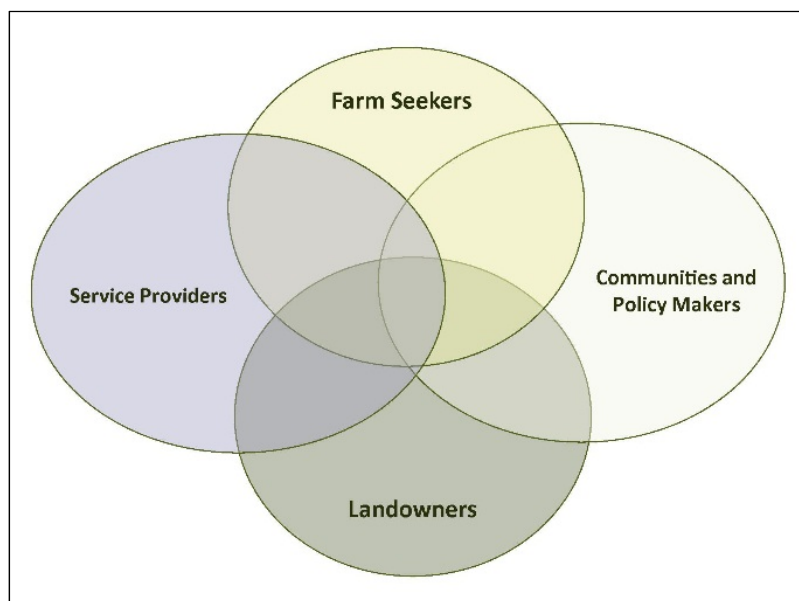 Farm Seekers
Service Providers
Communities and
Policy Makers
Landowners